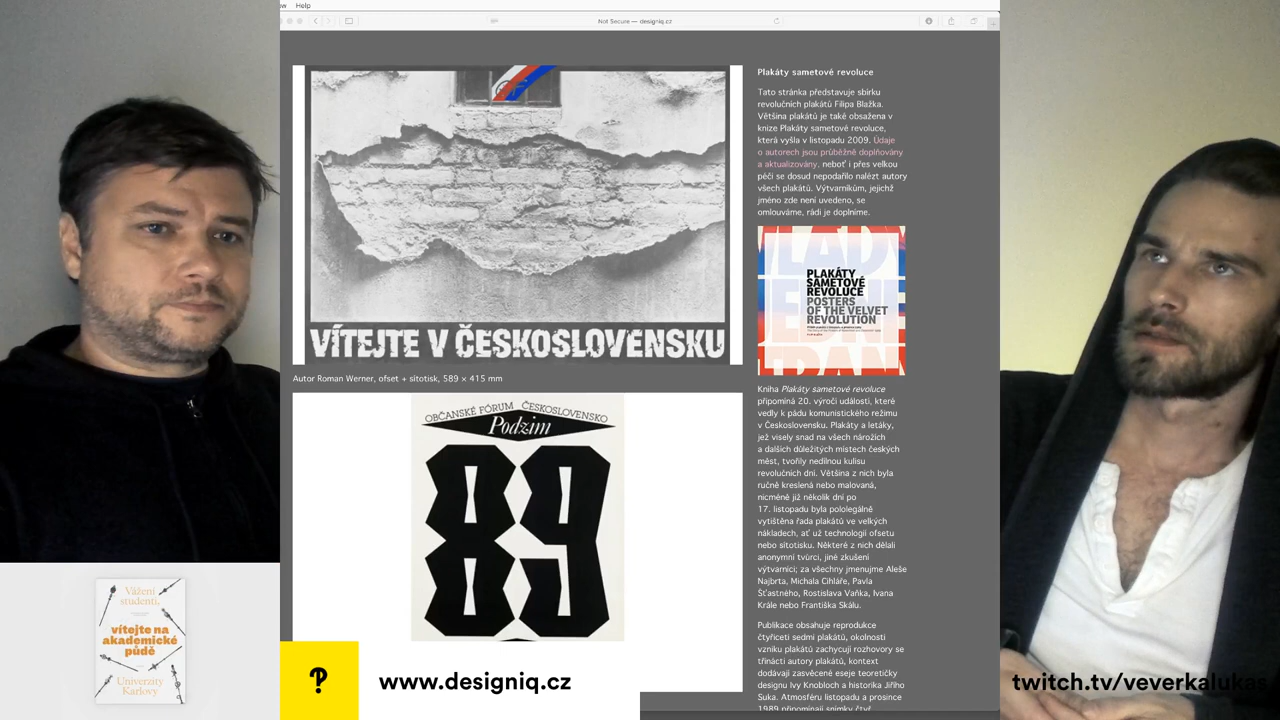 Help
Not Secure — designiq.cz
VÍTEJTE V ČESKOSLOVENSKU
Autor Roman Werner, ofset + sítotisk, 589 × 415 mm
OBČANSKÉ FÓRUM ČESKOSLOVENSKO
Podzim
89
Plakáty sametové revoluce
Tato stránka představuje sbírku
revolučních plakátů Filipa Blažka.
Většina plakátů je také obsažena v
knize Plakáty sametové revoluce,
která vyšla v listopadu 2009. Údaje
o autorech jsou průběžně doplňovány
a aktualizovány, neboť i přes velkou
péči se dosud nepodařilo nalézt autory
všech plakátů. Výtvarníkům, jejichž
jméno zde není uvedeno, se
omlouváme, rádi je doplníme.
PLAKÁTY
SAMETOVÉ
REVOLUCE
POSTERS
OF THE VELVET
REVOLUTION
Kniha Plakáty sametové revoluce
připomíná 20. výročí událostí, které
vedly k pádu komunistického režimu
v Československu. Plakáty a letáky,
jež visely snad na všech nárožích
a dalších důležitých místech českých
měst, tvořily nedílnou kulisu
revolučních dní. Většina z nich byla
ručně kreslená nebo malovaná,
nicméně již několik dní po
17. listopadu byla pololegálně
vytištěna řada plakátů ve velkých
nákladech, ať už technologií ofsetu
nebo sítotisku. Některé z nich dělali
anonymní tvůrci, jiné zkušení
výtvarníci; za všechny jmenujme Aleše
Najbrta, Michala Cihláře, Pavla
Šťastného, Rostislava Vaňka, Ivana
Krále nebo Františka Skálu.
Publikace obsahuje reprodukce
čtyřiceti sedmi plakátů, okolnosti
vzniku plakátů zachycují rozhovory se
třinácti autory plakátů, kontext
dodávají zasvěcené eseje teoretičky
designu Ivy Knobloch a historika Jiřího
Suka. Atmosféru listopadu a prosince
1989 připomínají snímky čtyř
Vážení
studenti,
vítejte na
akademické
půdě
Univerzity
Karlovy
?
www.designiq.cz
twitch.tv/veverkalukas